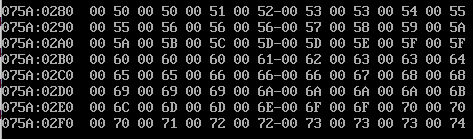 075A:0280 00 50 00 50 00 51 00 52-00 53 00 53 00 54 00 55
075A:0290 00 55 00 56 00 56 00 56-00 57 00 58 00 59 00 5A
075A:02A0 00 5A 00 5B 00 5C 00 5D-00 5D 00 5E 00 5F 00 5F
075A:02B0 00 60 00 60 00 60 00 61-00 62 00 63 00 63 00 64
075A:02C0 00 65 00 65 00 66 00 66-00 66 00 67 00 68 00 68
075A:02D0 00 69 00 69 00 69 00 6A-00 6A 00 6A 00 6A 00 6B
075A:02E0 00 6C 00 6D 00 6D 00 6E-00 6F 00 6F 00 70 00 70
075A:02F0 00 70 00 71 00 72 00 72-00 73 00 73 00 73 00 74